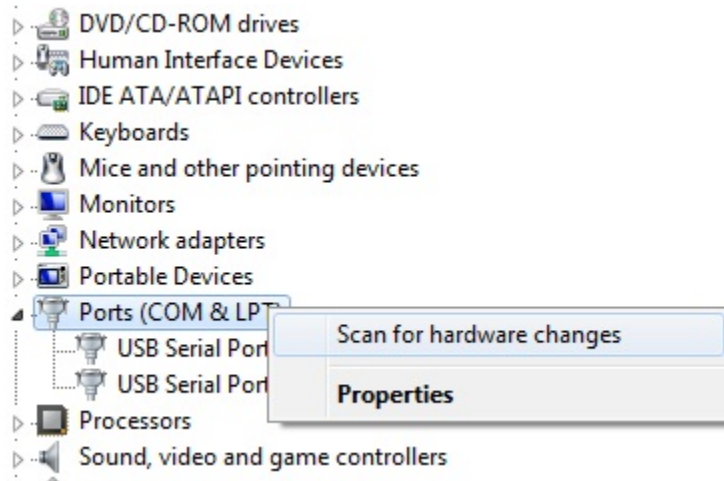 DVD/CD-ROM drives
Human Interface Devices
IDE ATA/ATAPI controllers
Keyboards
Mice and other pointing devices
Monitors
Network adapters
Portable Devices
Ports (COM & LPT)
Scan for hardware changes
USB Serial Port
USB Serial Port
Properties
Processors
Sound, video and game controllers